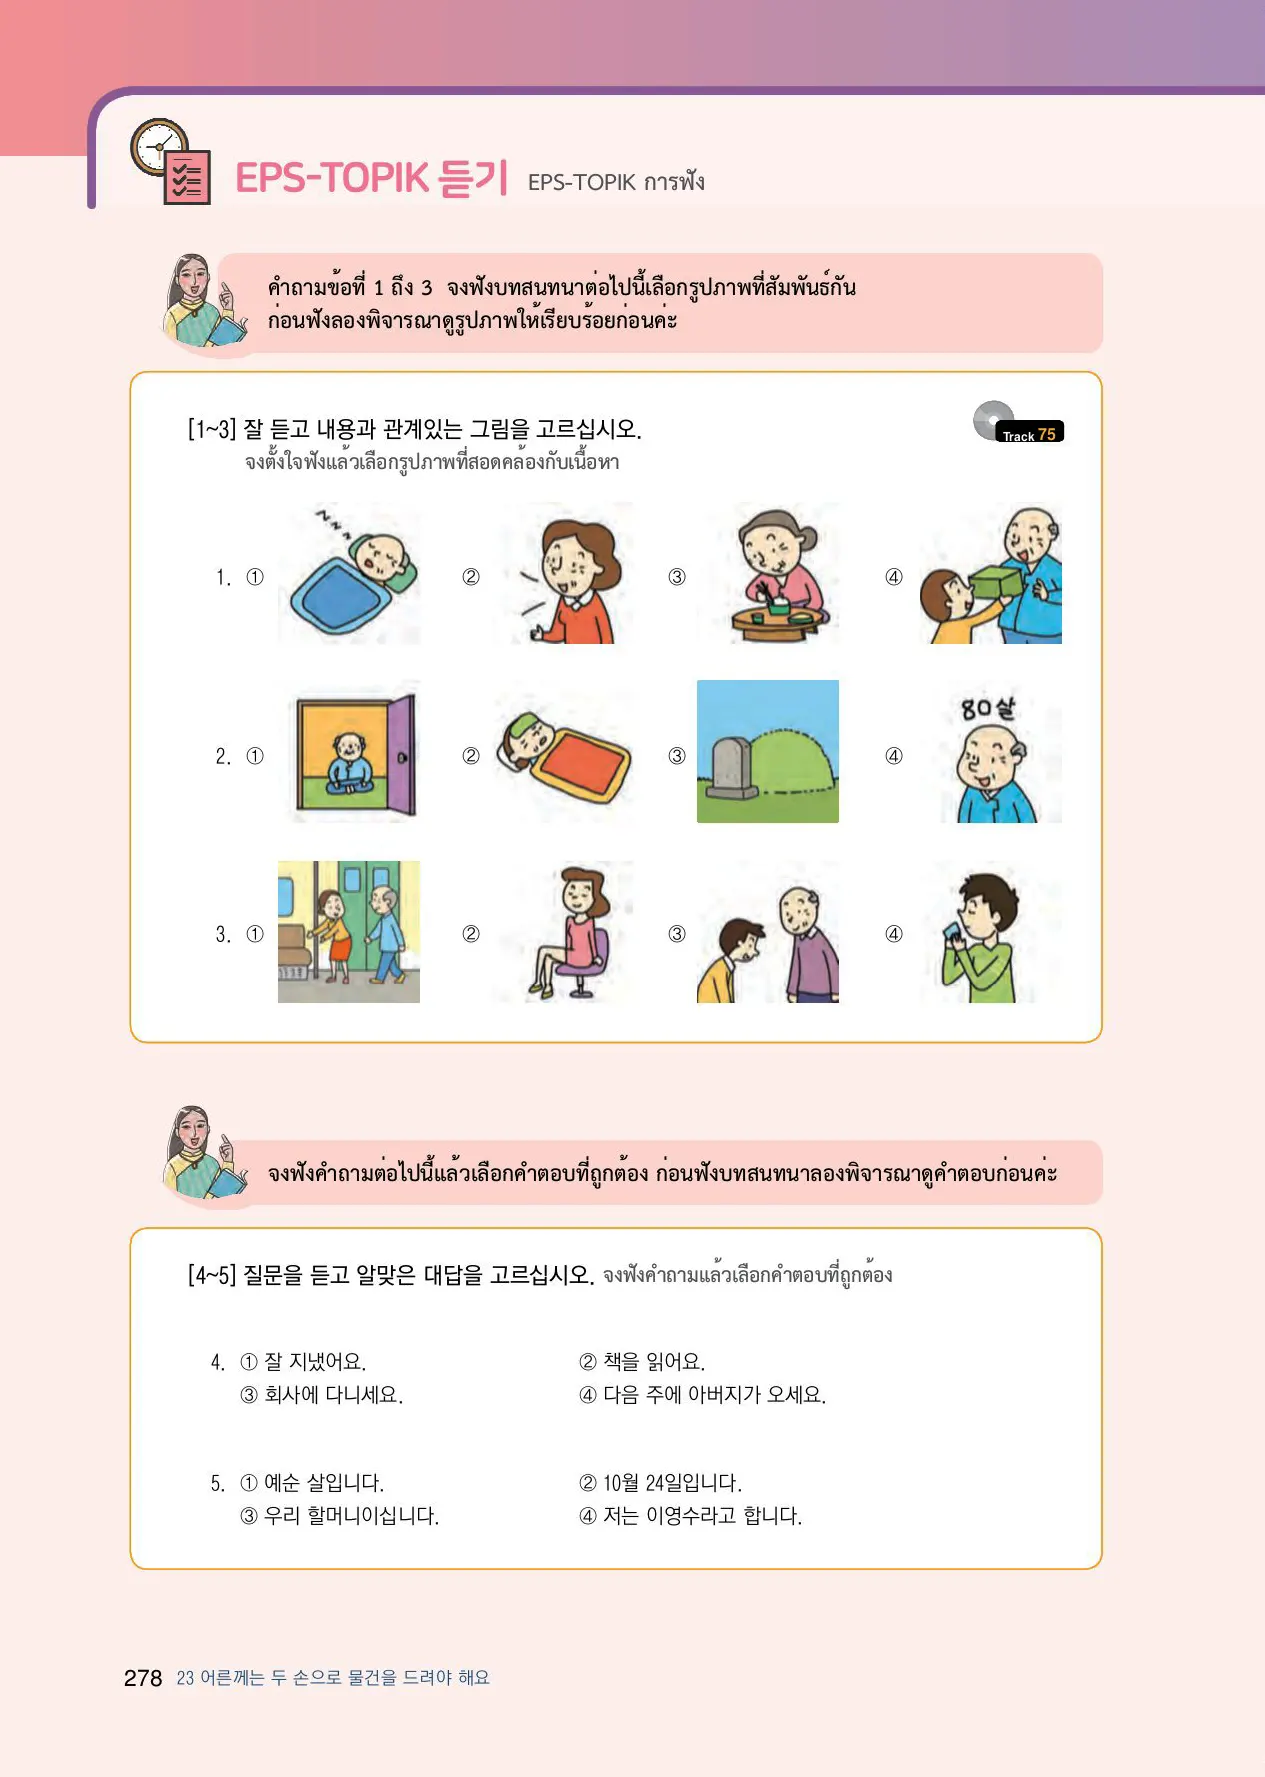 EPS-TOPIK 듣기 EPS-TOPIK การฟัง
คำถามข้อที่ 1 ถึง 3 จงฟังบทสนทนาต่อไปนี้เลือกรูปภาพที่สัมพันธ์กัน
ก่อนฟังลองพิจารณาดูรูปภาพให้เรียบร้อยก่อนค่ะ
[1~3] 잘 듣고 내용과 관계있는 그림을 고르십시오.
Track 75
จงตั้งใจฟังแล้วเลือกรูปภาพที่สอดคล้องกับเนื้อหา
zzzz
1. ① ② ③ ④
80살
2. ① ② ③ ④
3. ① ② ③ ④
จงฟังคำถามต่อไปนี้แล้วเลือกคำตอบที่ถูกต้อง ก่อนฟังบทสนทนาลองพิจารณาดูคำตอบก่อนค่ะ
[4~5] 질문을 듣고 알맞은 대답을 고르십시오. จงฟังคำถามแล้วเลือกคำตอบที่ถูกต้อง
4. ① 잘 지냈어요. ② 책을 읽어요.
③ 회사에 다니세요. ④ 다음 주에 아버지가 오세요.
5. ① 예순 살입니다. ② 10월 24일입니다.
③ 우리 할머니이십니다. ④ 저는 이영수라고 합니다.
278 23 어른께는 두 손으로 물건을 드려야 해요